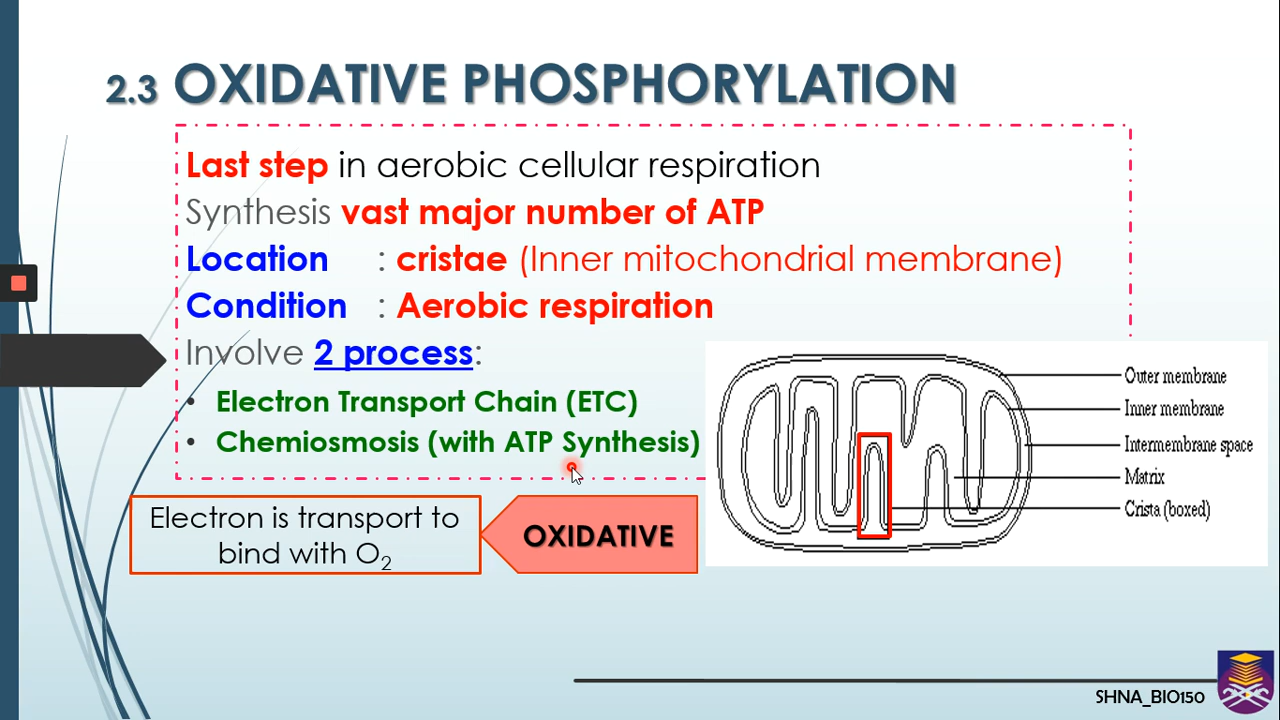 2.3 OXIDATIVE PHOSPHORYLATION
Last step in aerobic cellular respiration
Synthesis vast major number of ATP
Location : cristae (Inner mitochondrial membrane)
Condition : Aerobic respiration
Involve 2 process:
• Electron Transport Chain (ETC)
• Chemiosmosis (with ATP Synthesis)
Outer membrane
Inner membrane
Intermembrane space
Matrix
Crista (boxed)
Electron is transport to
bind with O₂
OXIDATIVE
SHNA_BIO150